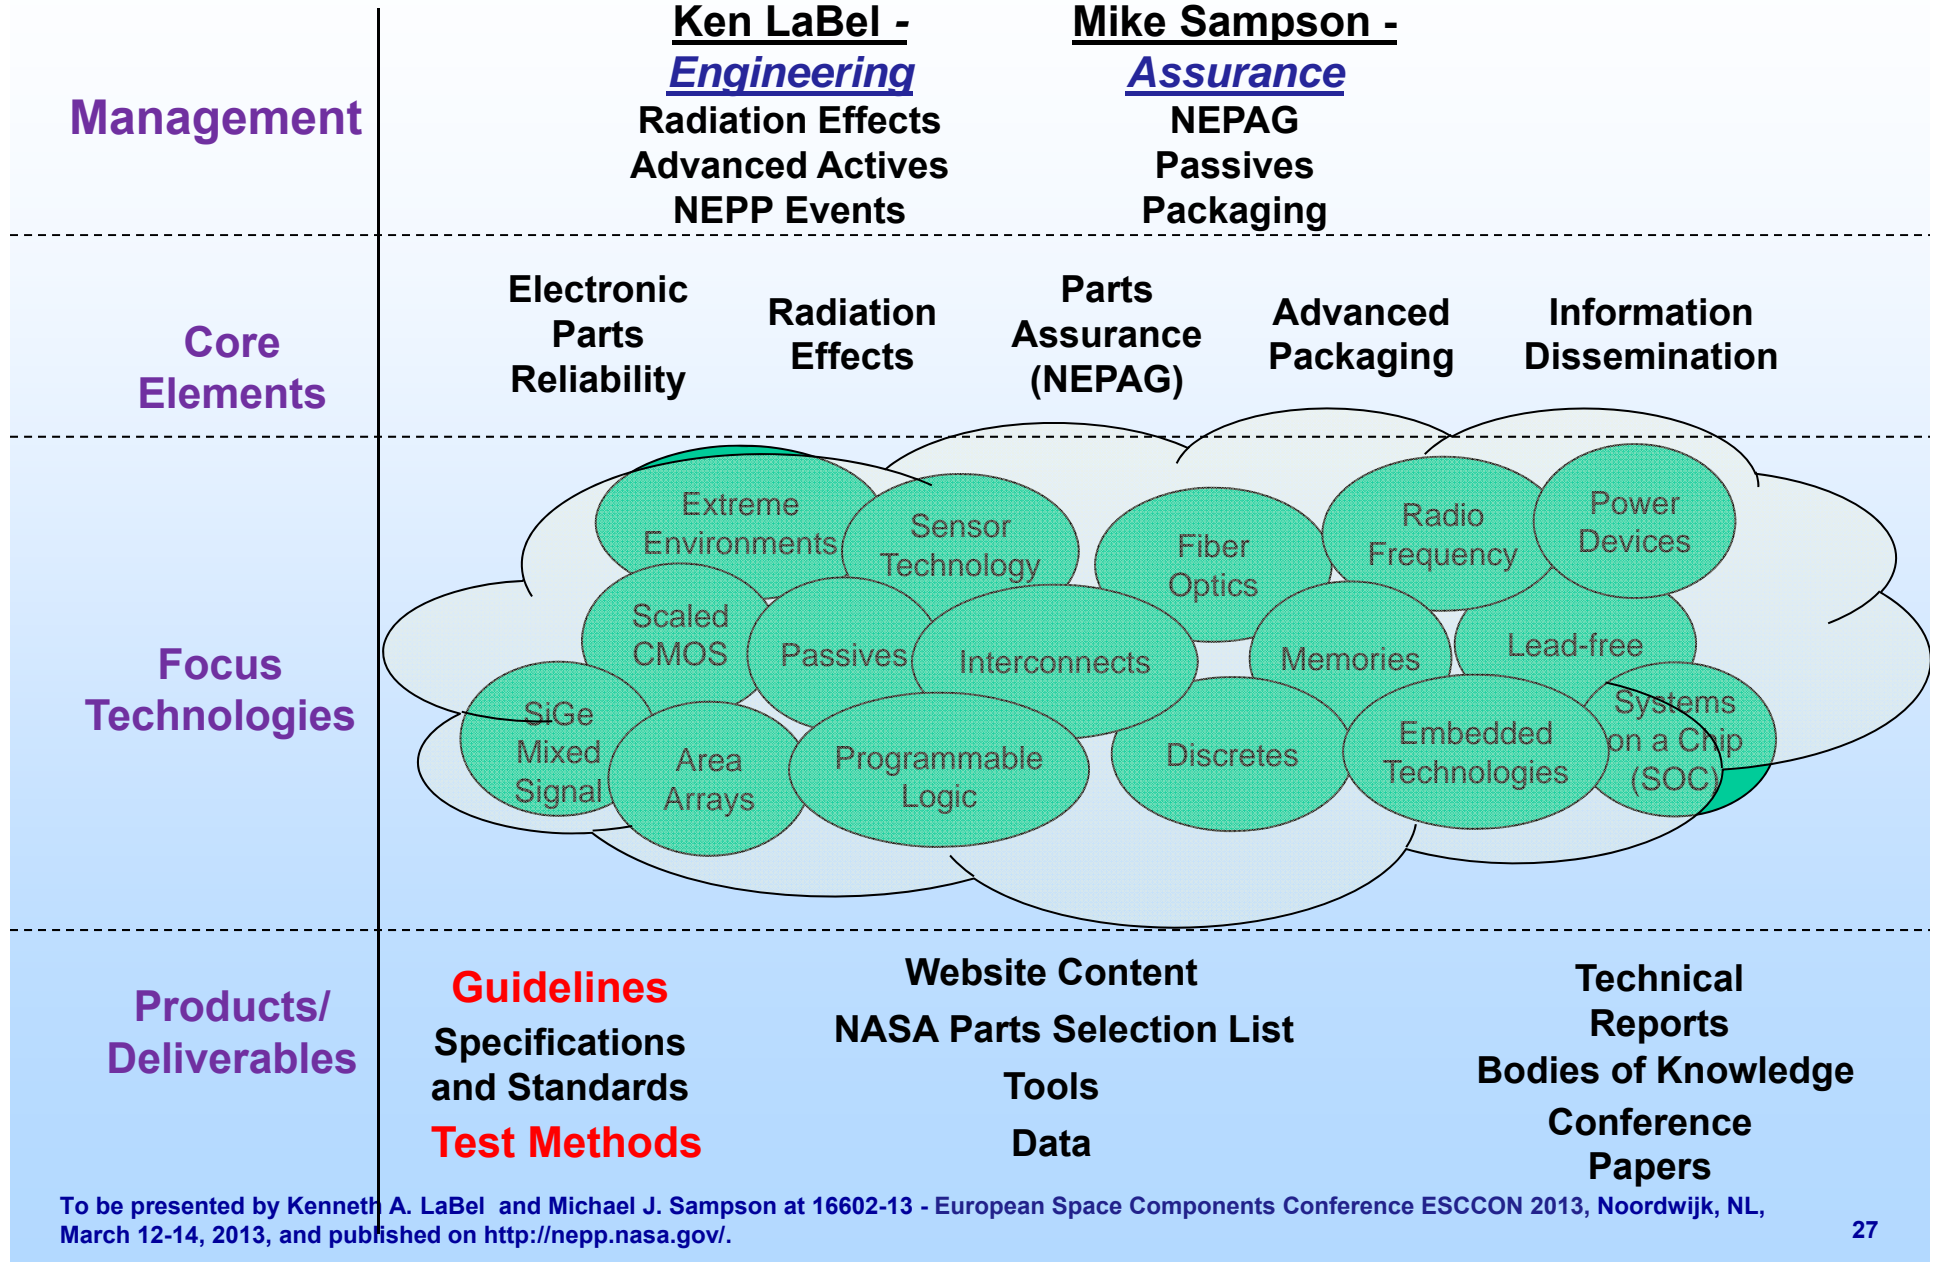 Management
Ken LaBel -
Engineering
Radiation Effects
Advanced Actives
NEPP Events
Mike Sampson -
Assurance
NEPAG
Passives
Packaging
Core
Elements
Electronic
Parts
Reliability
Radiation
Effects
Parts
Assurance
(NEPAG)
Advanced
Packaging
Information
Dissemination
Focus
Technologies
Extreme
Environments
Sensor
Technology
Fiber
Optics
Radio
Frequency
Power
Devices
Scaled
CMOS
Passives
Interconnects
Memories
Lead-free
SiGe
Mixed
Signal
Area
Arrays
Programmable
Logic
Discretes
Embedded
Technologies
Systems
on a Chip
(SOC)
Products/
Deliverables
Guidelines
Specifications
and Standards
Test Methods
Website Content
NASA Parts Selection List
Tools
Data
Technical
Reports
Bodies of Knowledge
Conference
Papers
To be presented by Kenneth A. LaBel and Michael J. Sampson at 16602-13 - European Space Components Conference ESCCON 2013, Noordwijk, NL,
March 12-14, 2013, and published on http://nepp.nasa.gov/.
27